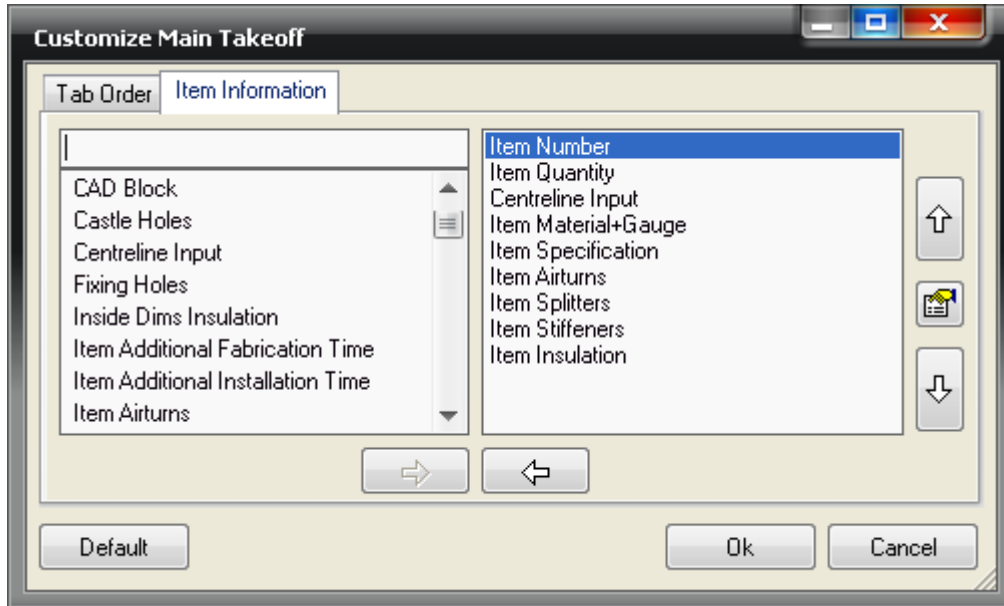 Customize Main Takeoff
Tab Order
Item Information
CAD Block
Castle Holes
Centreline Input
Fixing Holes
Inside Dims Insulation
Item Additional Fabrication Time
Item Additional Installation Time
Item Airturns
Item Number
Item Quantity
Centreline Input
Item Material+Gauge
Item Specification
Item Airturns
Item Splitters
Item Stiffeners
Item Insulation
Default
Ok
Cancel